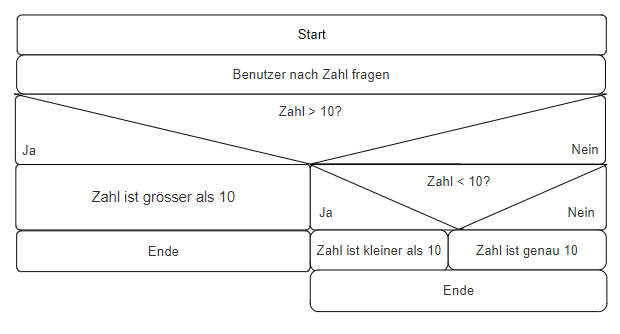 Start
Benutzer nach Zahl fragen
Zahl > 10?
Ja
Nein
Zahl ist grösser als 10
Zahl < 10?
Ja
Nein
Ende
Zahl ist kleiner als 10
Zahl ist genau 10
Ende